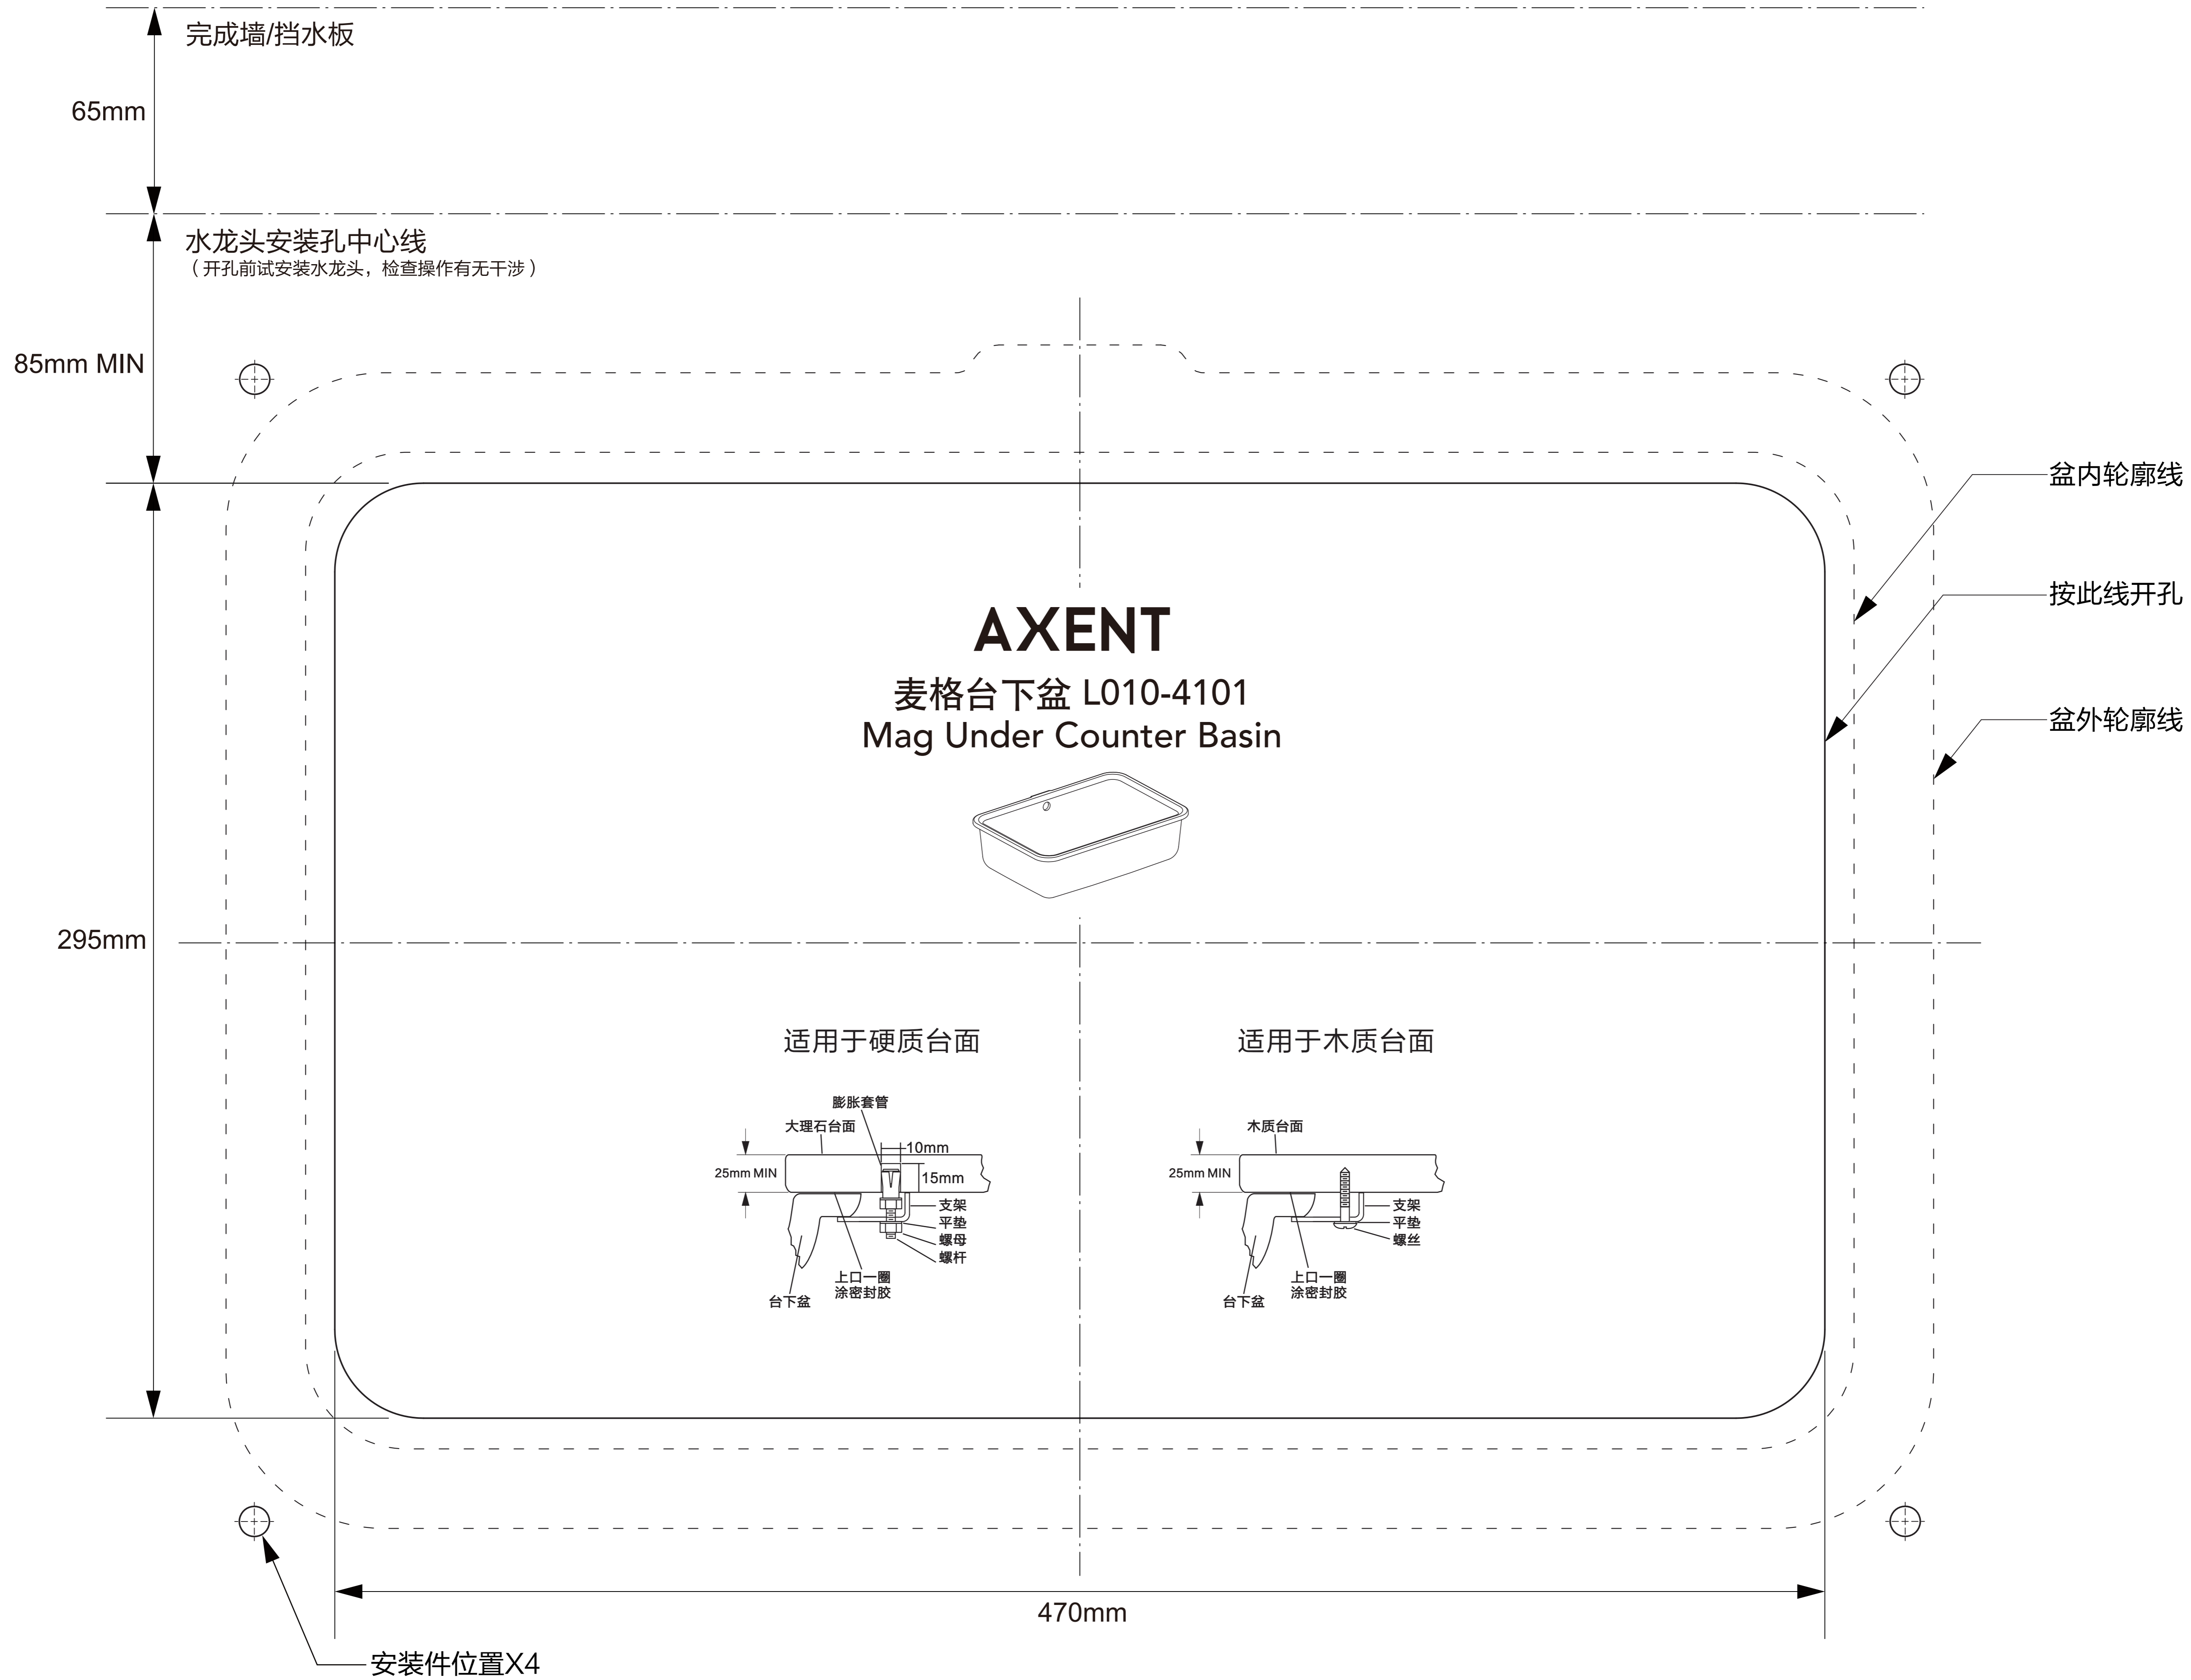 完成墙/挡水板
65mm
水龙头安装孔中心线
（开孔前试安装水龙头，检查操作有无干涉）
85mm MIN
盆内轮廓线
按此线开孔
盆外轮廓线
AXENT
麦格台下盆 L010-4101
Mag Under Counter Basin
295mm
适用于硬质台面
膨胀套管
大理石台面
10mm
25mm MIN
15mm
支架
平垫
螺母
螺杆
上口一圈
涂密封胶
台下盆
适用于木质台面
木质台面
25mm MIN
支架
平垫
螺丝
上口一圈
涂密封胶
台下盆
470mm
安装件位置X4